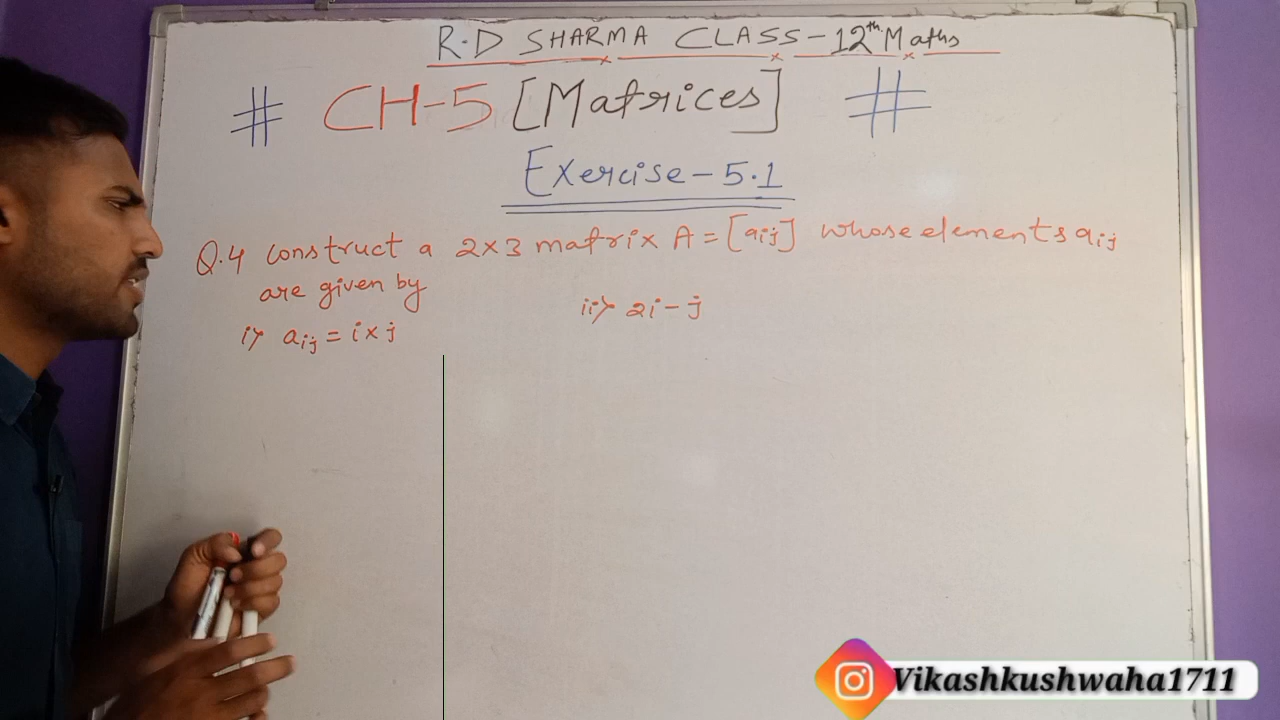 R.D SHARMA CLASS-12th Maths
# CH-5 [Matrices] #
Exercise-5.1
Q.4 construct a 2×3 matrix A=[aij] whose elements aij
are given by
i> aij = i×j
ii> 2i-j
Vikashkushwaha1711